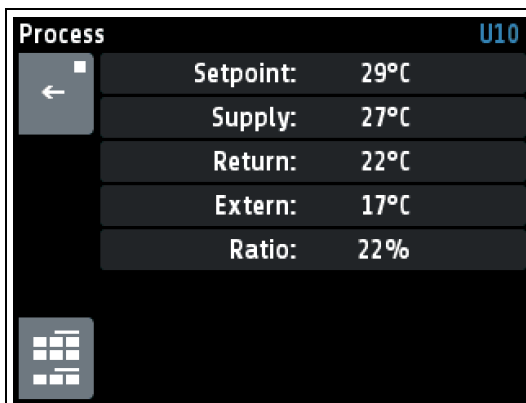 Process U10
Setpoint: 29°C
Supply: 27°C
Return: 22°C
Extern: 17°C
Ratio: 22%